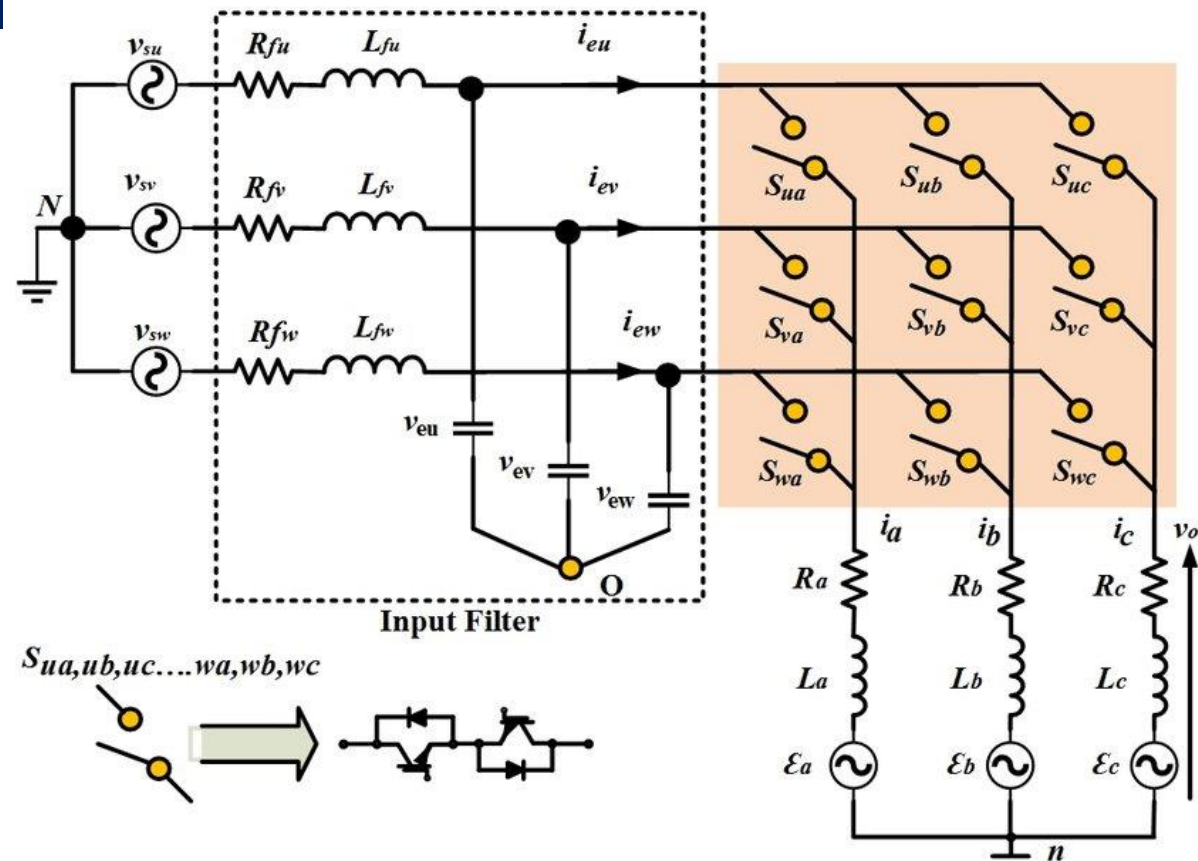 v_su
R_fu
L_fu
i_eu
N
v_sv
R_fv
L_fv
i_ev
v_sw
R_fw
L_fw
i_ew
S_ua
S_ub
S_uc
S_va
S_vb
S_vc
S_wa
S_wb
S_wc
v_eu
v_ev
v_ew
O
Input Filter
i_a
i_b
i_c
v_o
R_a
R_b
R_c
L_a
L_b
L_c
ε_a
ε_b
ε_c
n
S_ua,ub,uc....wa,wb,wc